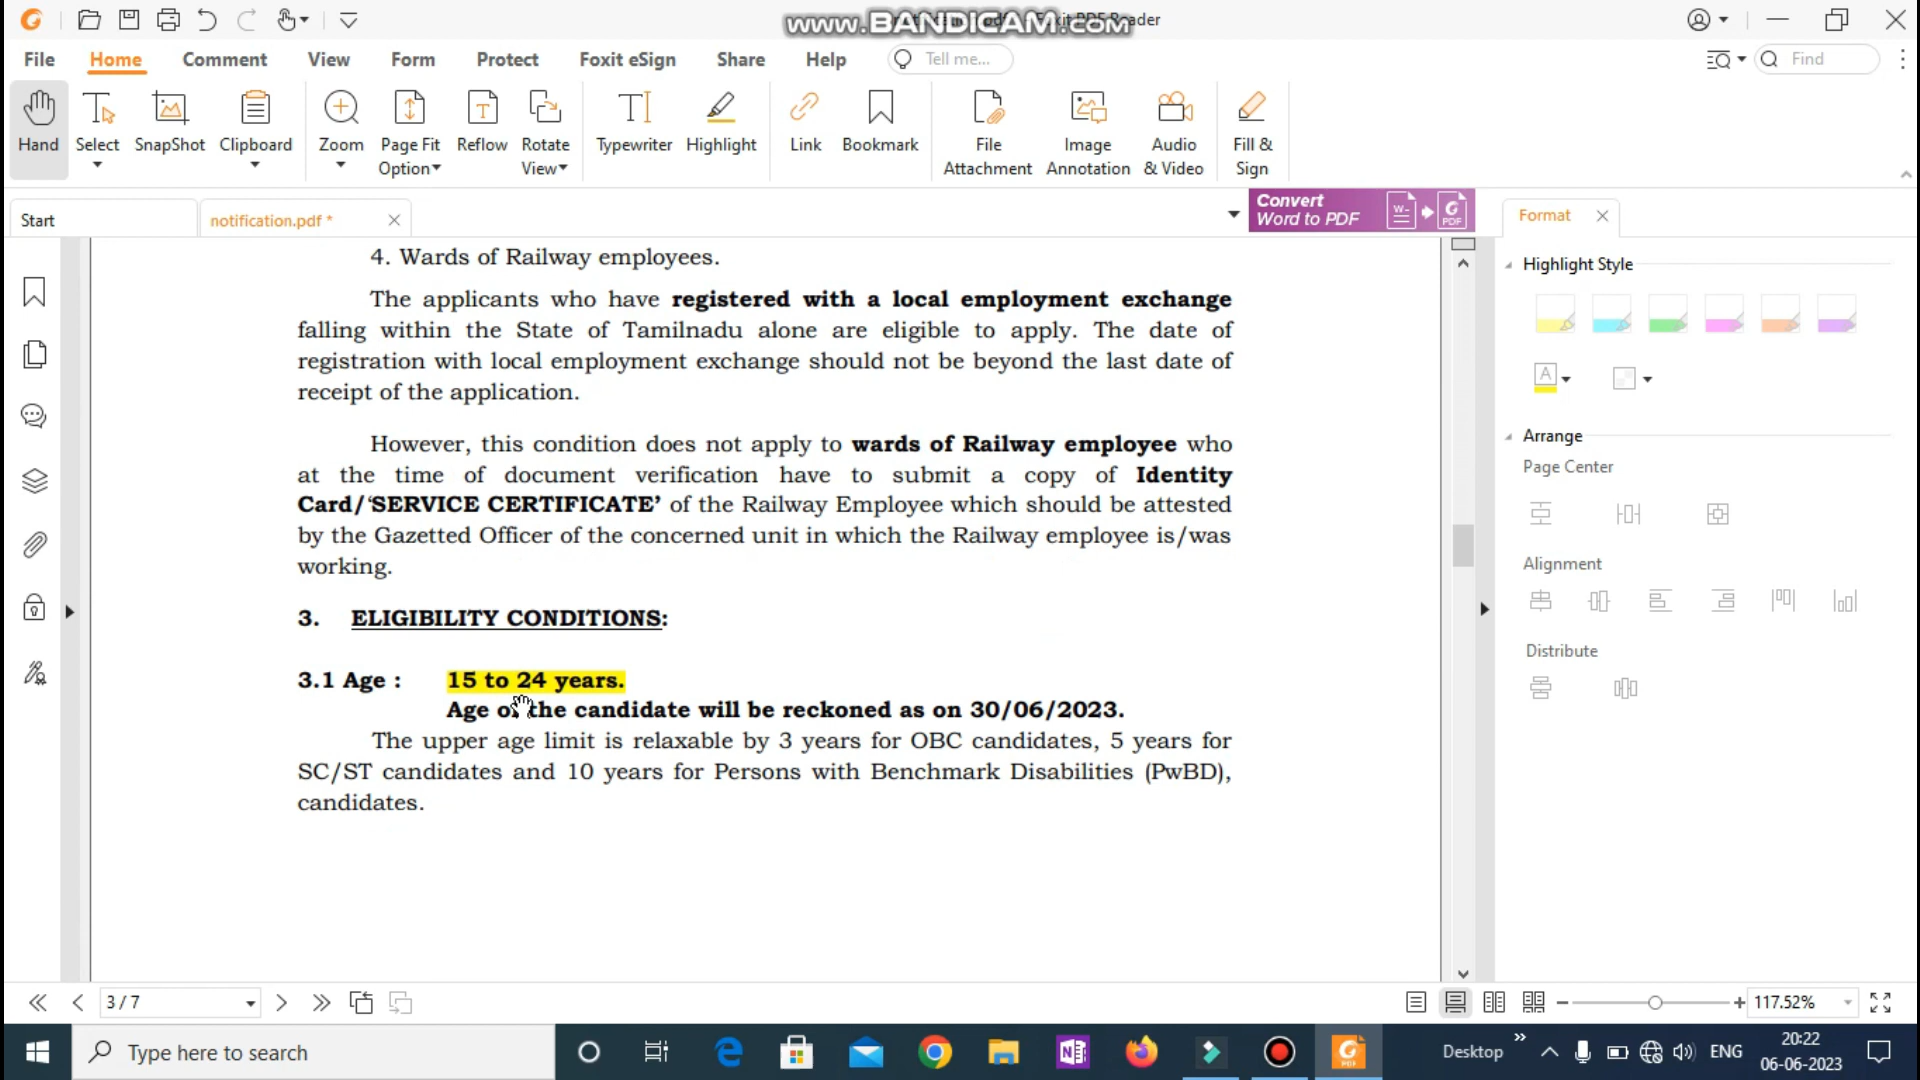 www.BANDICAM.com
Reader
File
Home
Comment
View
Form
Protect
Foxit eSign
Share
Help
Tell me...
Find
Hand
Select
SnapShot
Clipboard
Zoom
Page Fit
Option
Reflow
Rotate
View
Typewriter
Highlight
Link
Bookmark
File
Attachment
Image
Annotation
Audio
& Video
Fill &
Sign
Start
notification.pdf *
Convert
Word to PDF
Format
4. Wards of Railway employees.
The applicants who have registered with a local employment exchange
falling within the State of Tamilnadu alone are eligible to apply. The date of
registration with local employment exchange should not be beyond the last date of
receipt of the application.
However, this condition does not apply to wards of Railway employee who
at the time of document verification have to submit a copy of Identity
Card/‘SERVICE CERTIFICATE’ of the Railway Employee which should be attested
by the Gazetted Officer of the concerned unit in which the Railway employee is/was
working.
3. ELIGIBILITY CONDITIONS:
3.1 Age : 15 to 24 years.
Age of the candidate will be reckoned as on 30/06/2023.
The upper age limit is relaxable by 3 years for OBC candidates, 5 years for
SC/ST candidates and 10 years for Persons with Benchmark Disabilities (PwBD),
candidates.
Highlight Style
Arrange
Page Center
Alignment
Distribute
3 / 7
117.52%
Type here to search
Desktop
ENG
20:22
06-06-2023